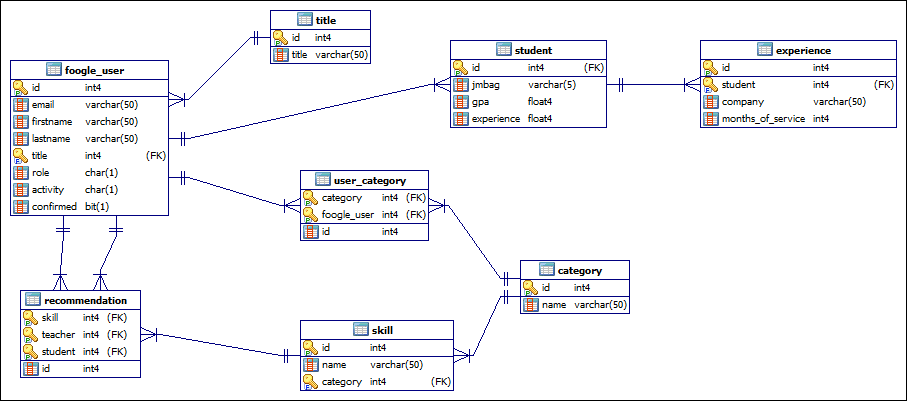 title
id int4
title varchar(50)
foogle_user
id int4
email varchar(50)
firstname varchar(50)
lastname varchar(50)
title int4 (FK)
role char(1)
activity char(1)
confirmed bit(1)
student
id int4 (FK)
jmbag varchar(5)
gpa float4
experience float4
experience
id int4
student int4 (FK)
company varchar(50)
months_of_service int4
user_category
category int4 (FK)
foogle_user int4 (FK)
id int4
category
id int4
name varchar(50)
recommendation
skill int4 (FK)
teacher int4 (FK)
student int4 (FK)
id int4
skill
id int4
name varchar(50)
category int4 (FK)